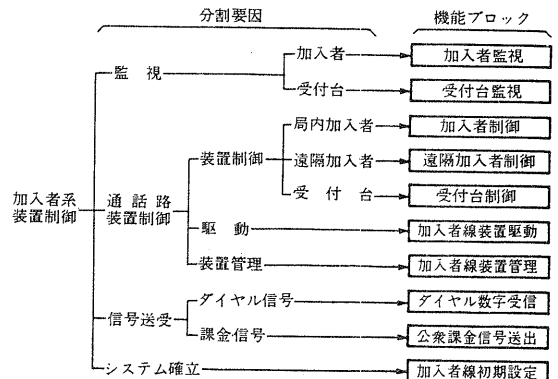 分割要因 機能ブロック
加入者 加入者監視
監視
受付台 受付台監視
局内加入者 加入者制御
装置制御 遠隔加入者 遠隔加入者制御
受付台 受付台制御
加入者系
装置制御
通話路
装置制御
駆動 加入者線装置駆動
装置管理 加入者線装置管理
ダイヤル信号 ダイヤル数字受信
信号送受
課金信号 公衆課金信号送出
システム確立 加入者線初期設定